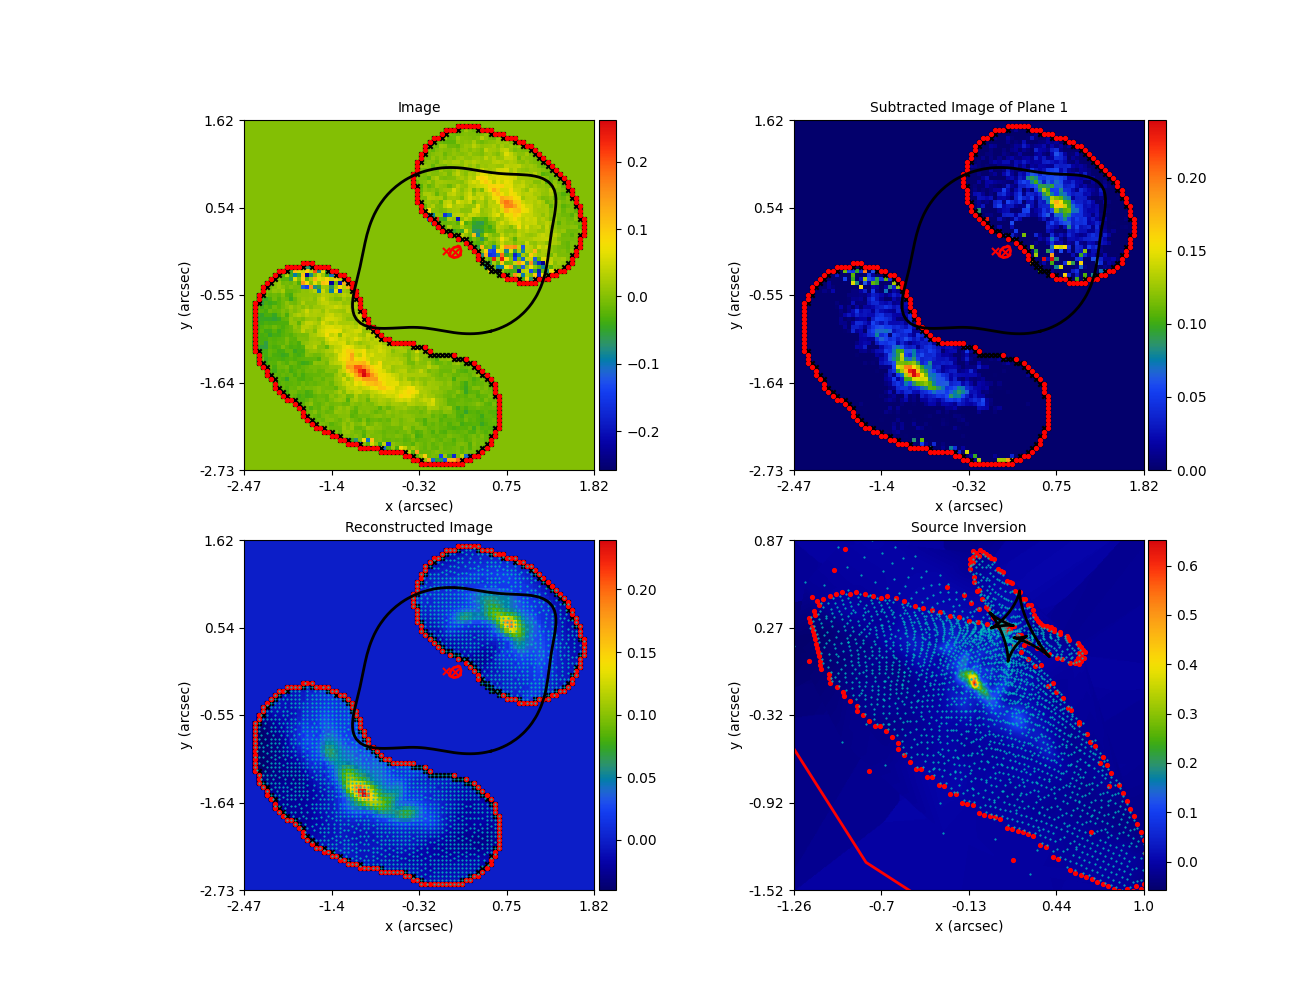 Image
1.62
0.54
-0.55
-1.64
-2.73
y (arcsec)
-2.47 -1.4 -0.32 0.75 1.82
x (arcsec)
0.2
0.1
0.0
−0.1
−0.2
Subtracted Image of Plane 1
1.62
0.54
-0.55
-1.64
-2.73
y (arcsec)
-2.47 -1.4 -0.32 0.75 1.82
x (arcsec)
0.20
0.15
0.10
0.05
0.00
Reconstructed Image
1.62
0.54
-0.55
-1.64
-2.73
y (arcsec)
-2.47 -1.4 -0.32 0.75 1.82
x (arcsec)
0.20
0.15
0.10
0.05
0.00
Source Inversion
0.87
0.27
-0.32
-0.92
-1.52
y (arcsec)
-1.26 -0.7 -0.13 0.44 1.0
x (arcsec)
0.6
0.5
0.4
0.3
0.2
0.1
0.0